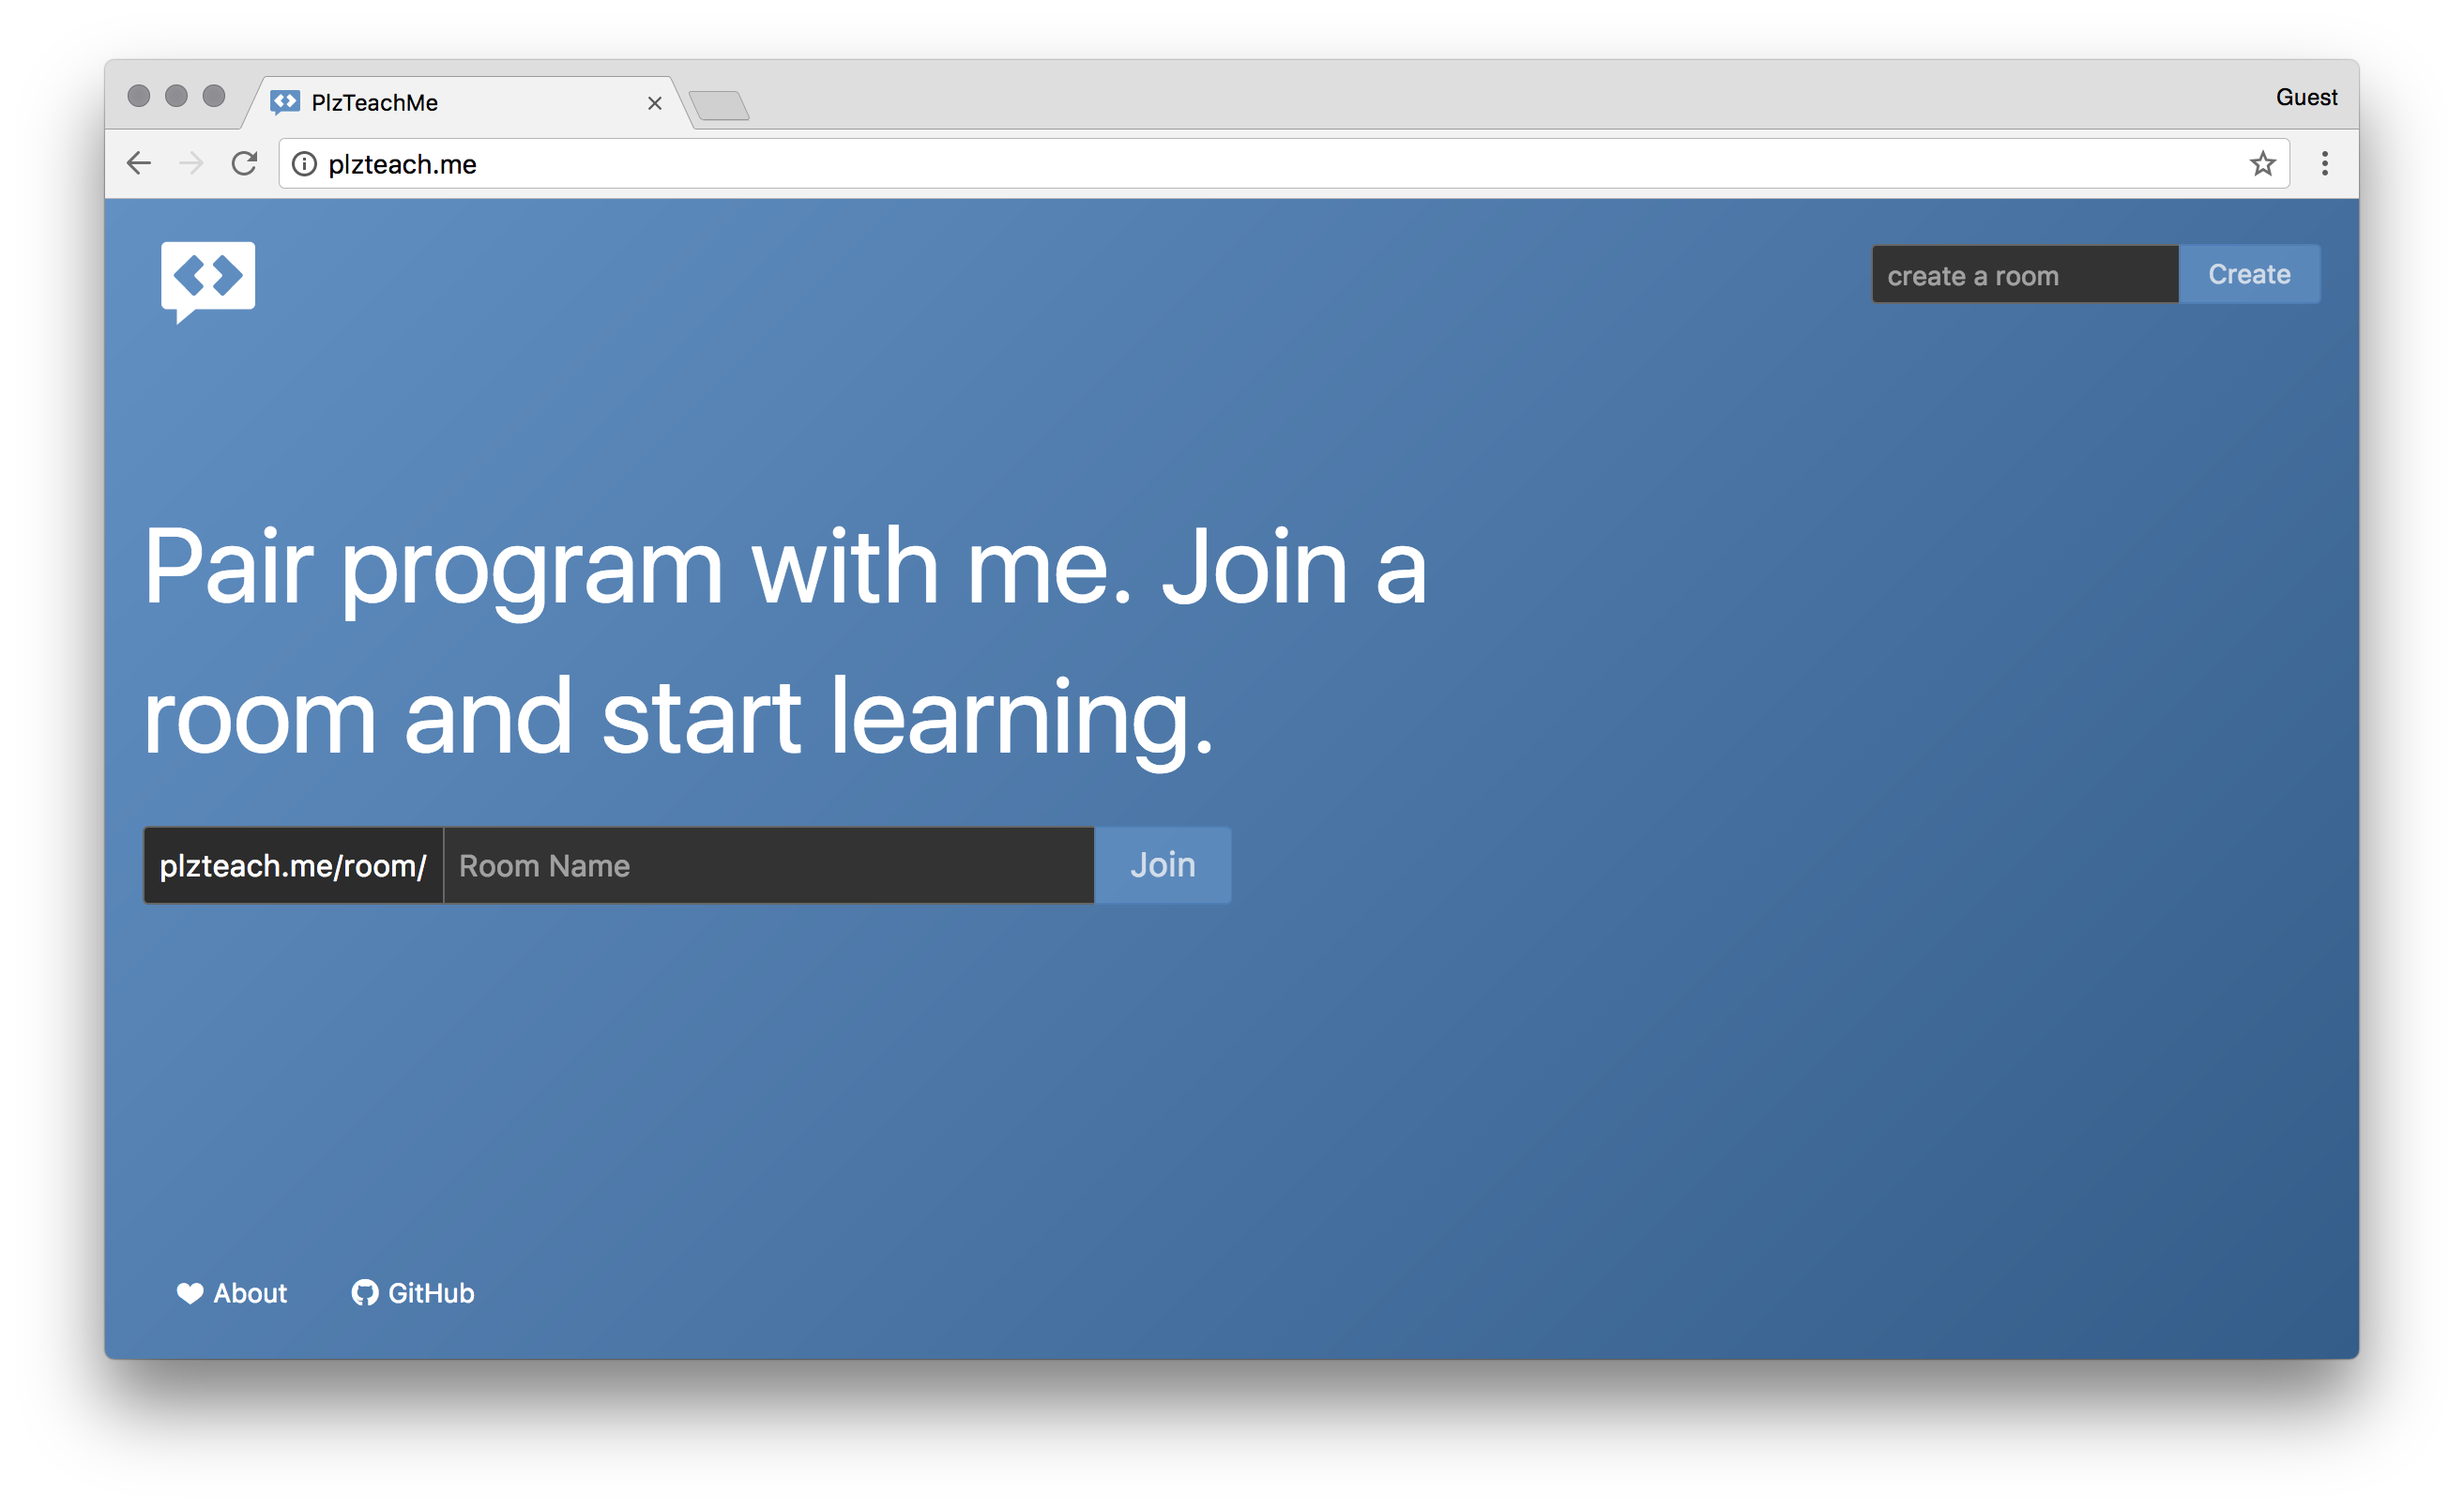 PlzTeachMe
Guest
plzteach.me
create a room
Create
Pair program with me. Join a
room and start learning.
plzteach.me/room/
Room Name
Join
About
GitHub